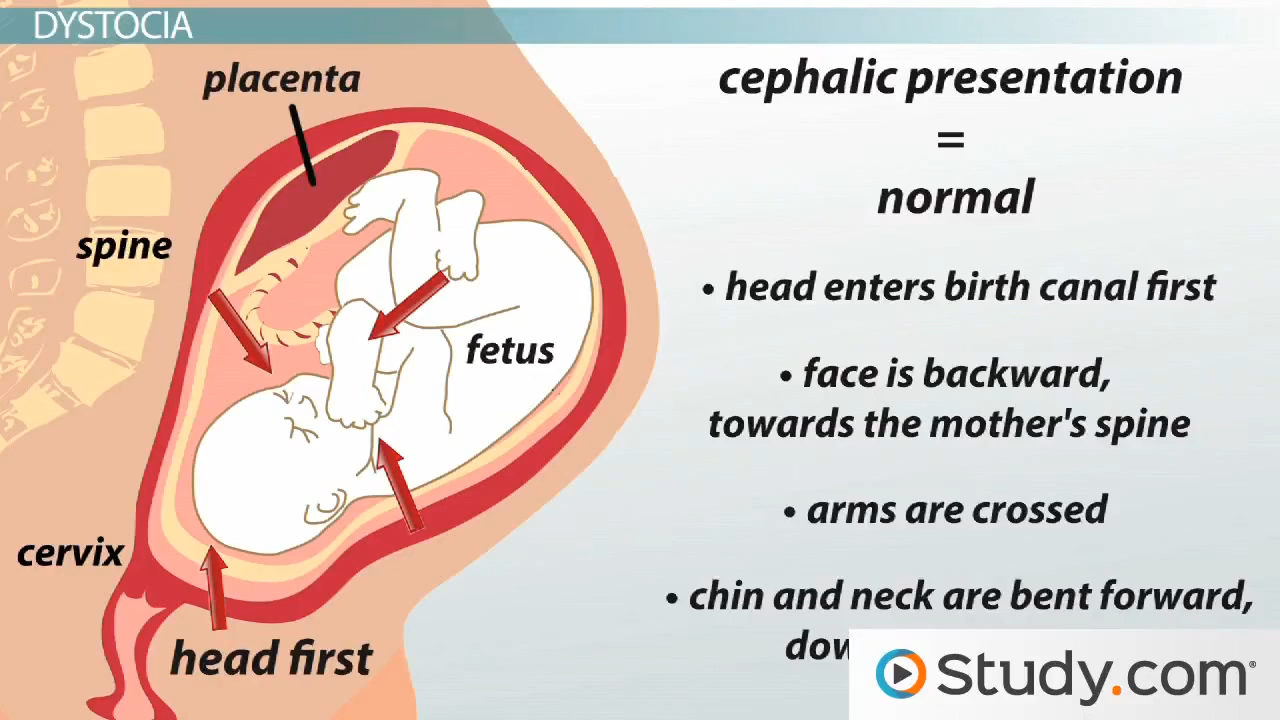 DYSTOCIA
placenta
spine
fetus
cervix
head first
cephalic presentation
=
normal
• head enters birth canal first
• face is backward,
towards the mother's spine
• arms are crossed
• chin and neck are bent forward,
Study.com®